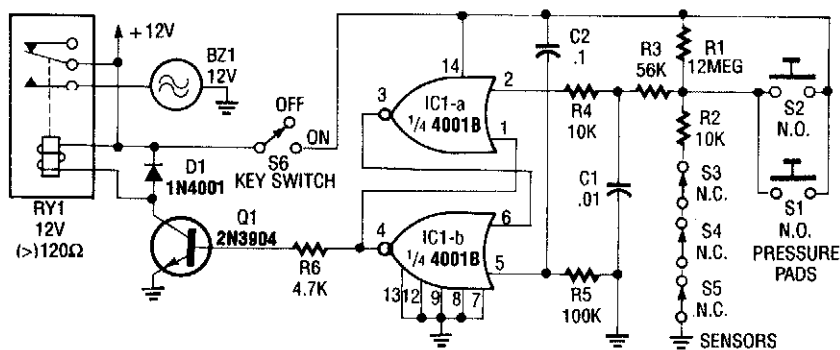 +12V
BZ1
12V
RY1
12V
(>)120Ω
D1
1N4001
Q1
2N3904
OFF
ON
S6
KEY SWITCH
R6
4.7K
14
3
2
1
IC1-a
1/4 4001B
4
6
5
IC1-b
1/4 4001B
13
12
9
8
7
C2
.1
R4
10K
R3
56K
R1
12MEG
R2
10K
C1
.01
R5
100K
S3
N.C.
S4
N.C.
S5
N.C.
SENSORS
S2
N.O.
S1
N.O.
PRESSURE
PADS